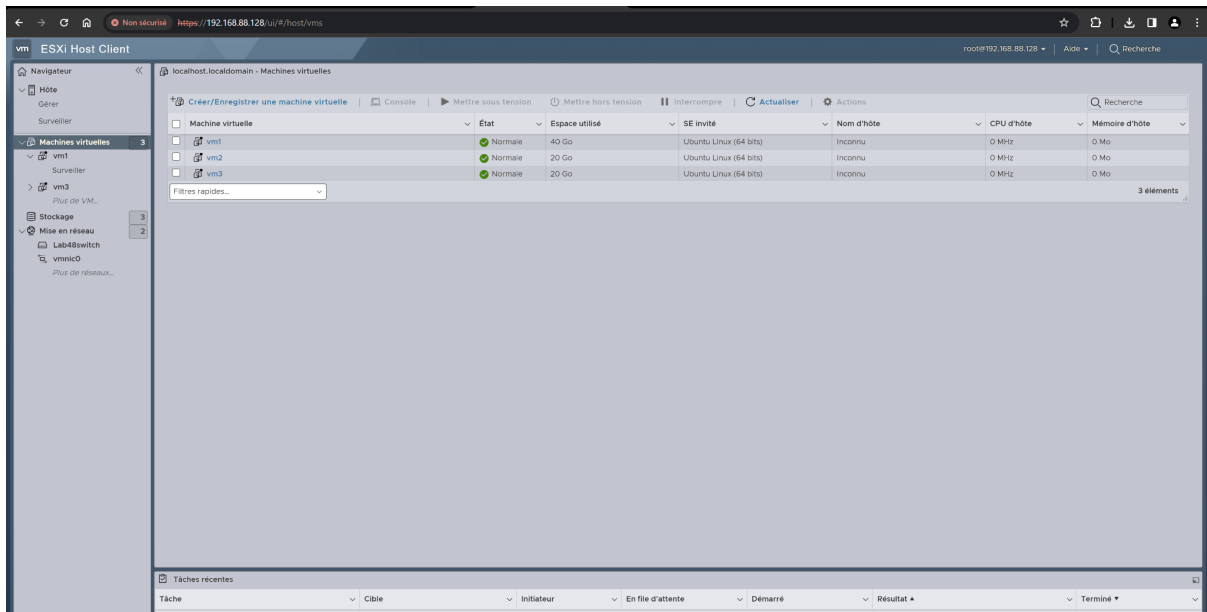 Non sécurisé https://192.168.88.128/ui/#/host/vms
vm ESXi Host Client root@192.168.88.128 Aide Recherche
Navigateur
Hôte
Gérer
Surveiller
Machines virtuelles 3
vm1
Surveiller
vm3
Plus de VM...
Stockage 3
Mise en réseau 2
Lab48switch
vmnic0
Plus de réseaux...
localhost.localdomain - Machines virtuelles
Créer/Enregistrer une machine virtuelle Console Mettre sous tension Mettre hors tension Interrompre Actualiser Actions Recherche
Machine virtuelle État Espace utilisé SE invité Nom d'hôte CPU d'hôte Mémoire d'hôte
vm1 Normale 40 Go Ubuntu Linux (64 bits) Inconnu 0 MHz 0 Mo
vm2 Normale 20 Go Ubuntu Linux (64 bits) Inconnu 0 MHz 0 Mo
vm3 Normale 20 Go Ubuntu Linux (64 bits) Inconnu 0 MHz 0 Mo
Filtres rapides... 3 éléments
Tâches récentes
Tâche Cible Initiateur En file d'attente Démarré Résultat Terminé